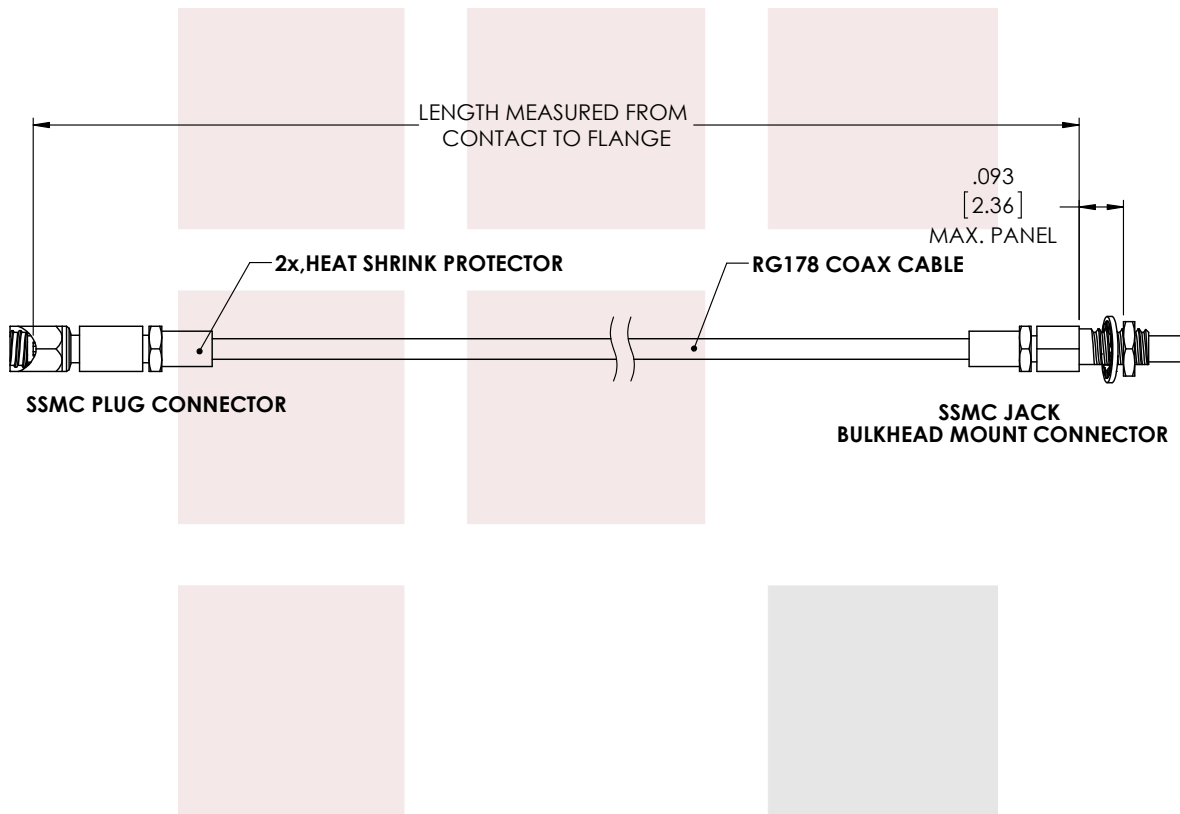 LENGTH MEASURED FROM
CONTACT TO FLANGE
.093
[2.36]
MAX. PANEL
2x,HEAT SHRINK PROTECTOR
RG178 COAX CABLE
SSMC PLUG CONNECTOR
SSMC JACK
BULKHEAD MOUNT CONNECTOR